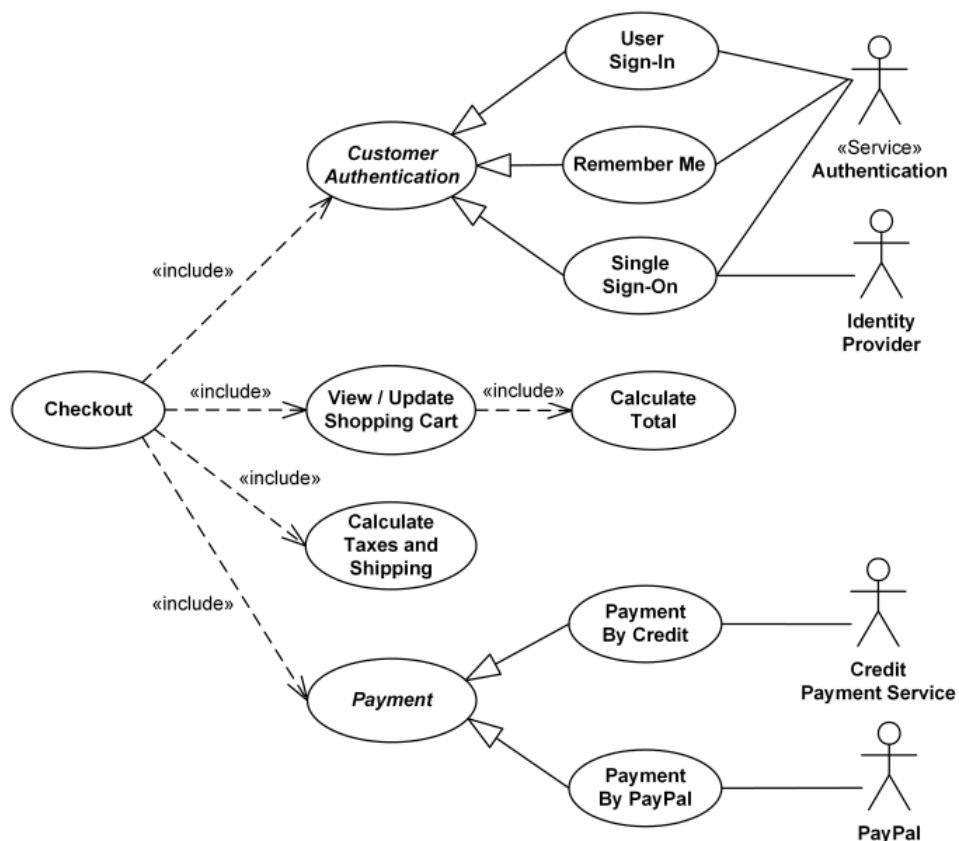 User
Sign-In
«Service»
Authentication
Customer
Authentication
Remember Me
Single
Sign-On
Identity
Provider
«include»
Checkout
«include»
View / Update
Shopping Cart
«include»
Calculate
Total
«include»
Calculate
Taxes and
Shipping
«include»
Payment
By Credit
Credit
Payment Service
Payment
Payment
By PayPal
PayPal